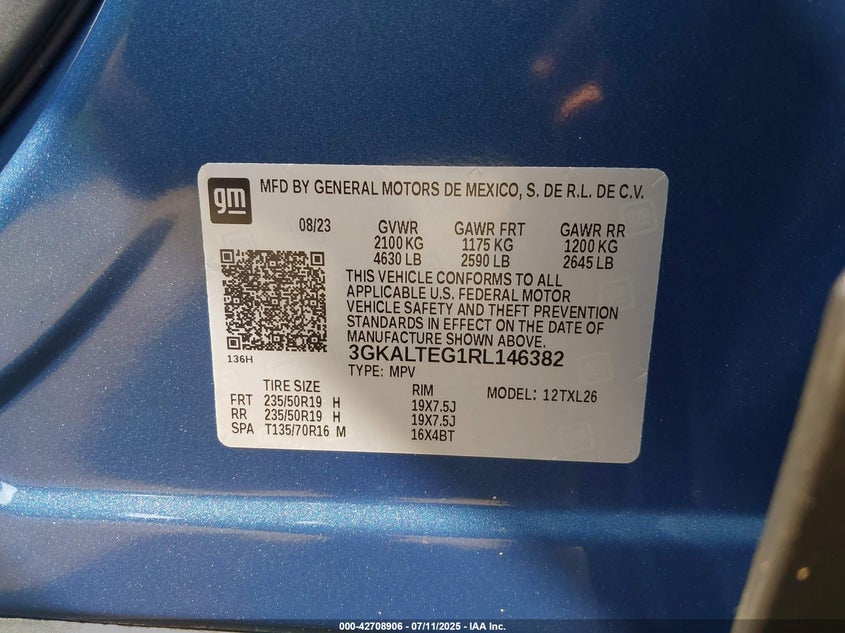 gm MFD BY GENERAL MOTORS DE MEXICO, S. DE R.L. DE C.V.
08/23 GVWR GAWR FRT GAWR RR
2100 KG 1175 KG 1200 KG
4630 LB 2590 LB 2645 LB
THIS VEHICLE CONFORMS TO ALL
APPLICABLE U.S. FEDERAL MOTOR
VEHICLE SAFETY AND THEFT PREVENTION
STANDARDS IN EFFECT ON THE DATE OF
MANUFACTURE SHOWN ABOVE.
136H 3GKALTEG1RL146382
TYPE: MPV
TIRE SIZE RIM MODEL: 12TXL26
FRT 235/50R19 H 19X7.5J
RR 235/50R19 H 19X7.5J
SPA T135/70R16 M 16X4BT
000-42708906 - 07/11/2025 - IAA Inc.